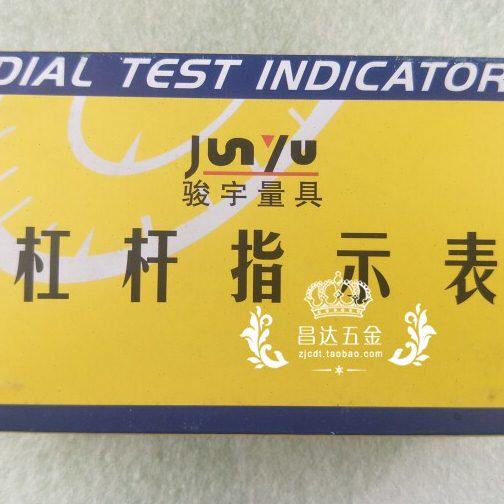 DIAL TEST INDICATOR
Junyu
骏宇量具
杠杆指示表
昌达五金
zjcdt.taobao.com